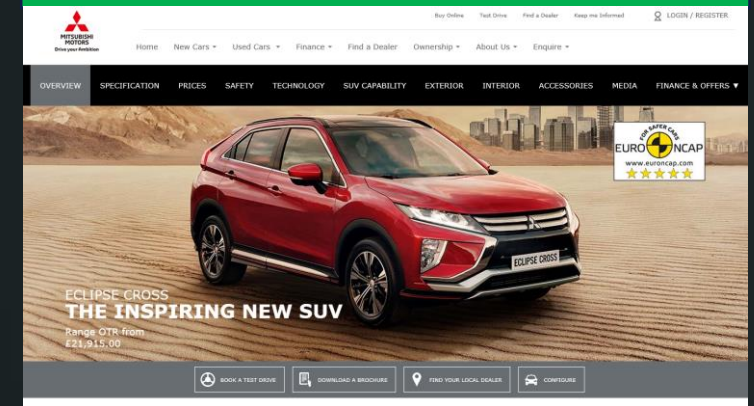 Buy Online Test Drive Find a Dealer Keep me Informed LOGIN / REGISTER
MITSUBISHI
MOTORS
Drive your Ambition
Home New Cars Used Cars Finance Find a Dealer Ownership About Us Enquire
OVERVIEW SPECIFICATION PRICES SAFETY TECHNOLOGY SUV CAPABILITY EXTERIOR INTERIOR ACCESSORIES MEDIA FINANCE & OFFERS ▼
FOR SAFER CARS
EURO NCAP
www.euroncap.com
ECLIPSE CROSS
ECLIPSE CROSS
THE INSPIRING NEW SUV
Range OTR from
£21,915.00
BOOK A TEST DRIVE DOWNLOAD A BROCHURE FIND YOUR LOCAL DEALER CONFIGURE